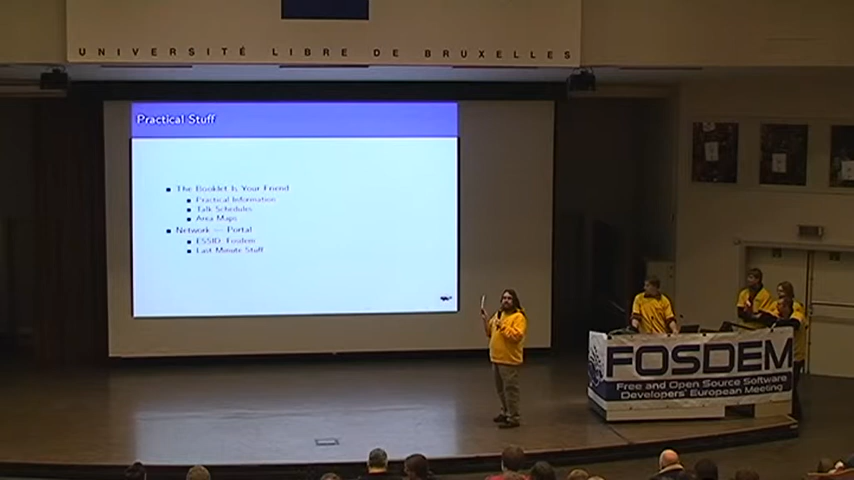 UNIVERSITÉ LIBRE DE BRUXELLES
Practical Stuff
The Booklet Is Your Friend
Practical Information
Talk Schedules
Area Maps
Network — Portal
ESSID: Fosdem
Last Minute Stuff
FOSDEM
Free and Open Source Software
Developers' European Meeting